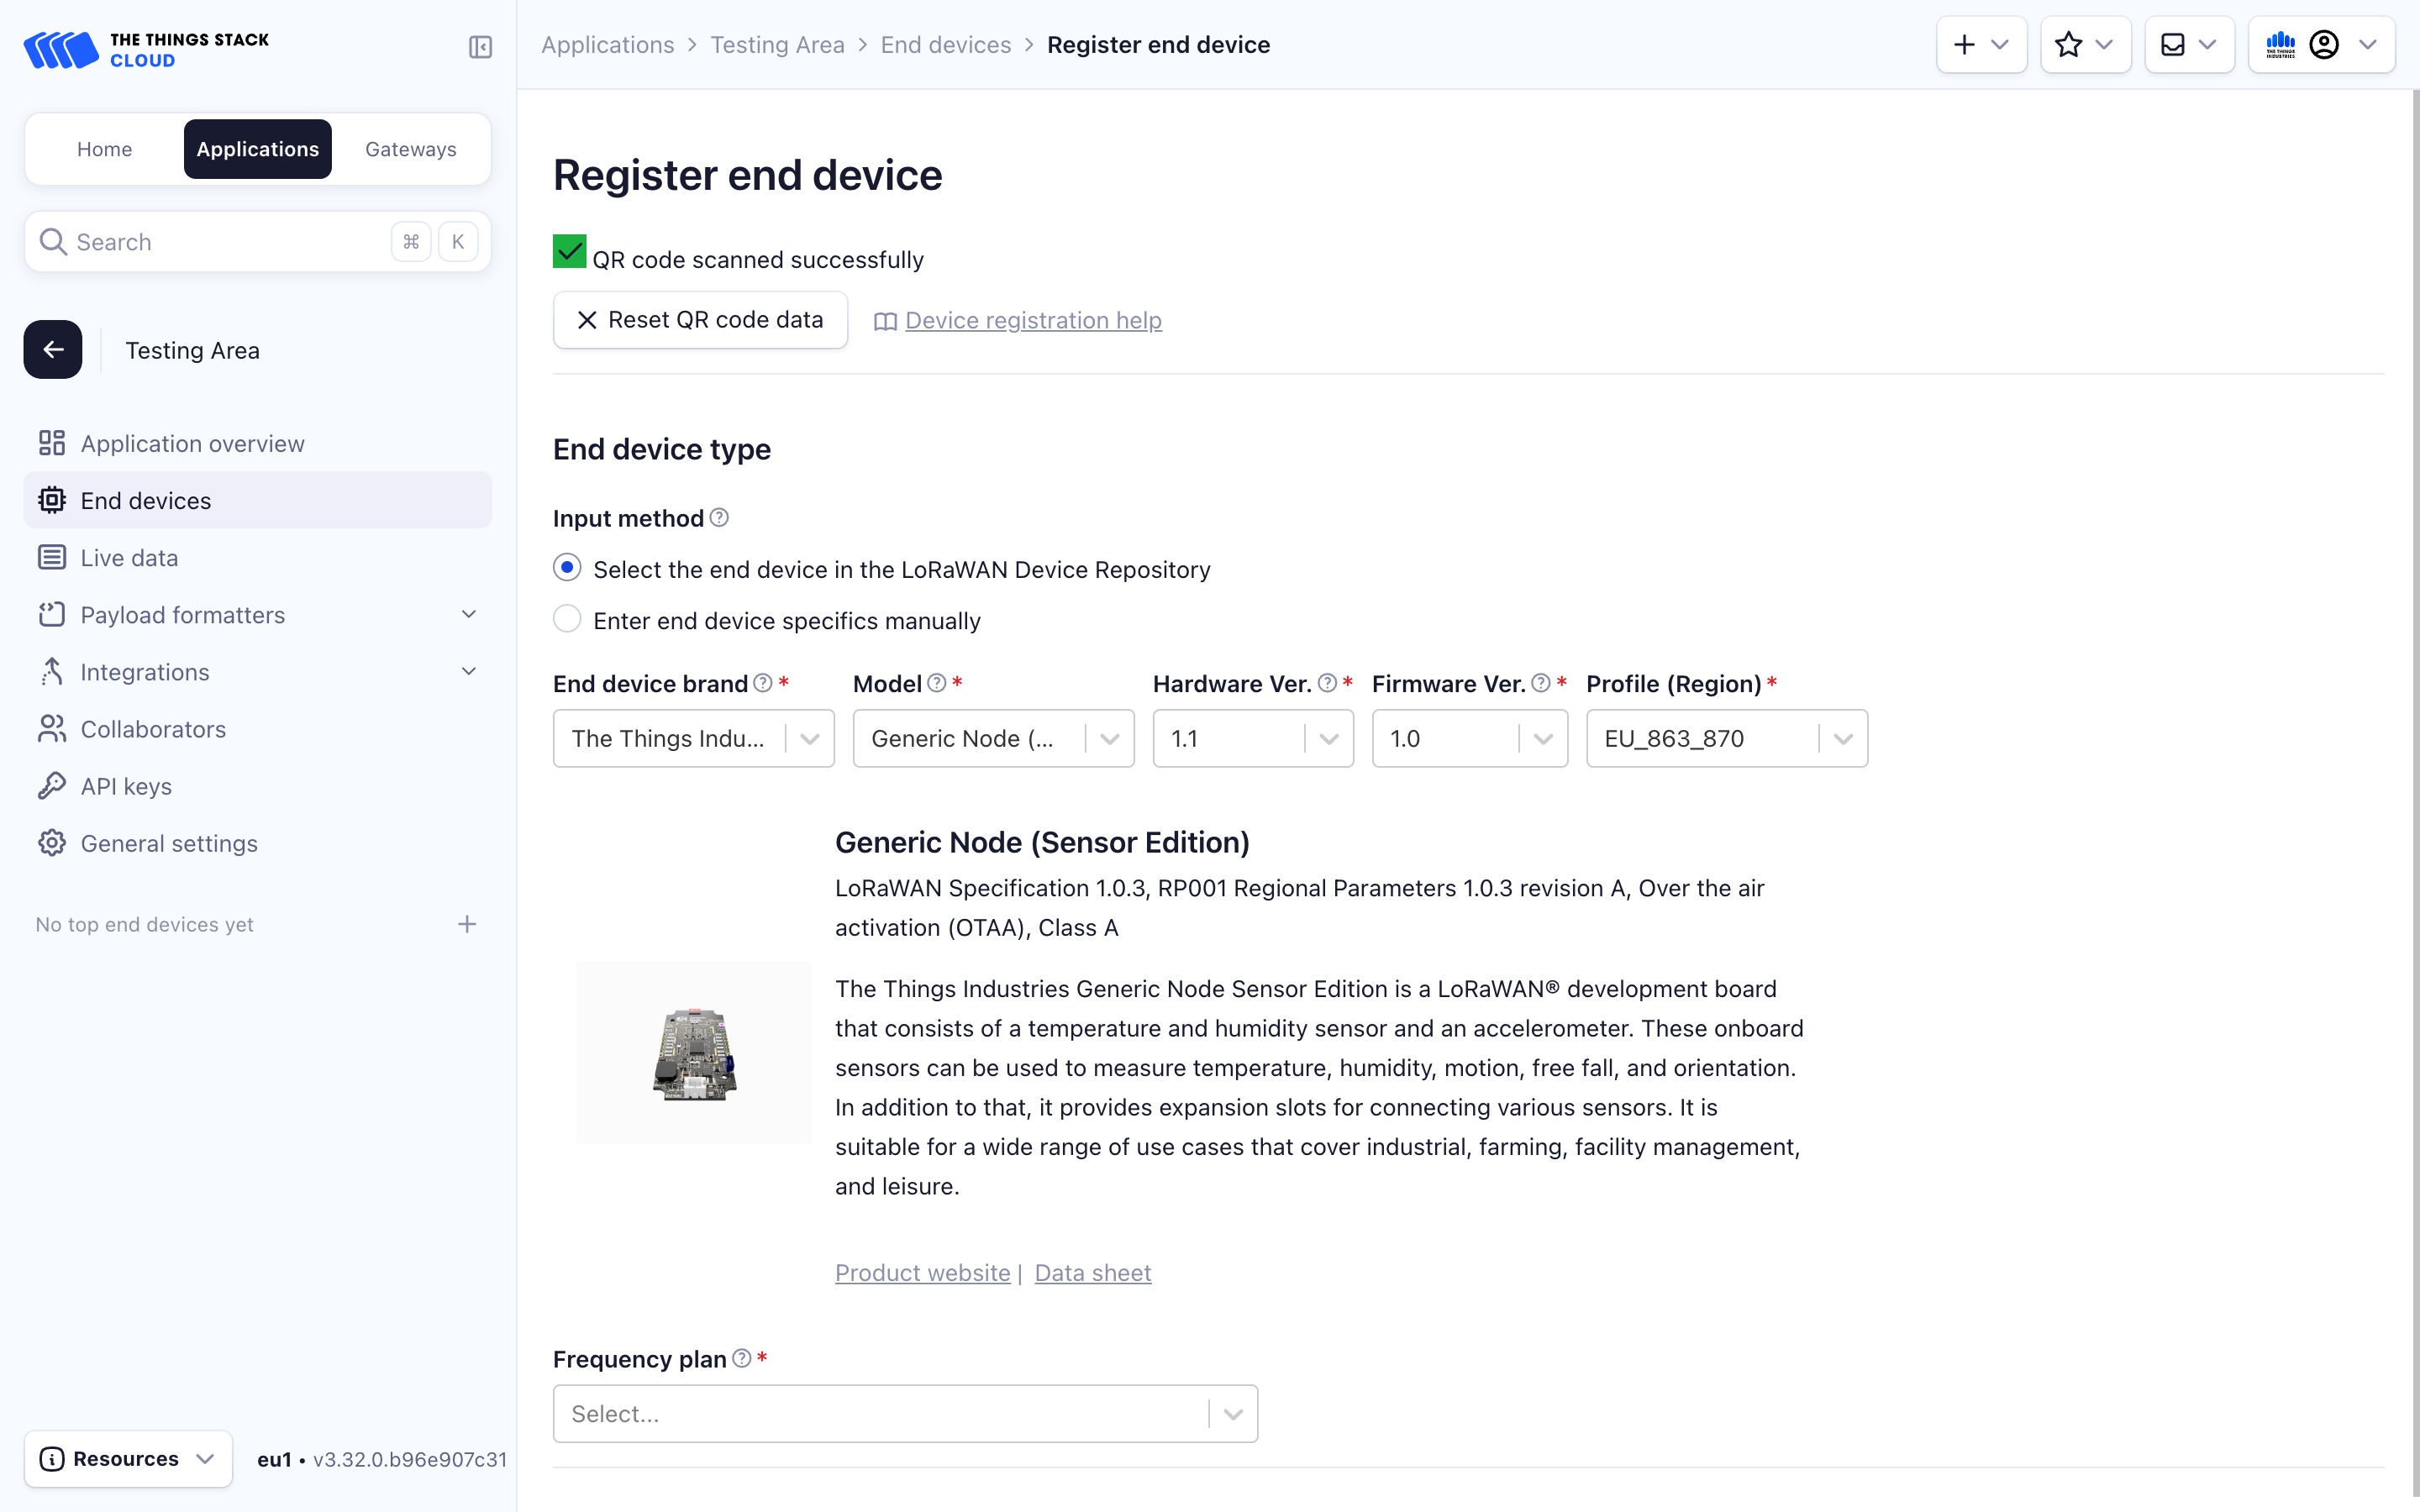 THE THINGS STACK
CLOUD
Applications > Testing Area > End devices > Register end device
Home
Applications
Gateways
Search
⌘ K
Testing Area
Application overview
End devices
Live data
Payload formatters
Integrations
Collaborators
API keys
General settings
No top end devices yet
Resources
eu1 • v3.32.0.b96e907c31
THE THINGS
INDUSTRIES
Register end device
QR code scanned successfully
Reset QR code data
Device registration help
End device type
Input method
Select the end device in the LoRaWAN Device Repository
Enter end device specifics manually
End device brand * Model * Hardware Ver. * Firmware Ver. * Profile (Region) *
The Things Indu... Generic Node (... 1.1 1.0 EU_863_870
Generic Node (Sensor Edition)
LoRaWAN Specification 1.0.3, RP001 Regional Parameters 1.0.3 revision A, Over the air
activation (OTAA), Class A
The Things Industries Generic Node Sensor Edition is a LoRaWAN® development board
that consists of a temperature and humidity sensor and an accelerometer. These onboard
sensors can be used to measure temperature, humidity, motion, free fall, and orientation.
In addition to that, it provides expansion slots for connecting various sensors. It is
suitable for a wide range of use cases that cover industrial, farming, facility management,
and leisure.
Product website | Data sheet
Frequency plan *
Select...